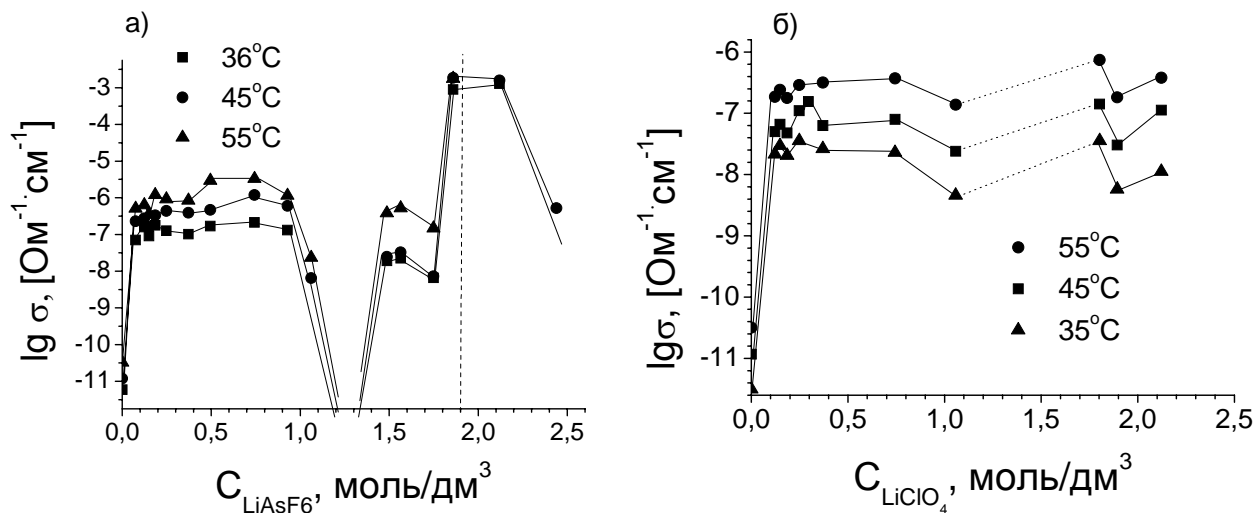 а)
36°C
45°C
55°C
lg σ, [Ом⁻¹·см⁻¹]
-3
-5
-6
-7
-8
-10
-11
0,0 0,5 1,0 1,5 2,0 2,5
C_LiAsF6, моль/дм³
б)
55°C
45°C
35°C
lgσ, [Ом⁻¹·см⁻¹]
-6
-7
-8
-10
-11
0,0 0,5 1,0 1,5 2,0 2,5
C_LiClO₄, моль/дм³